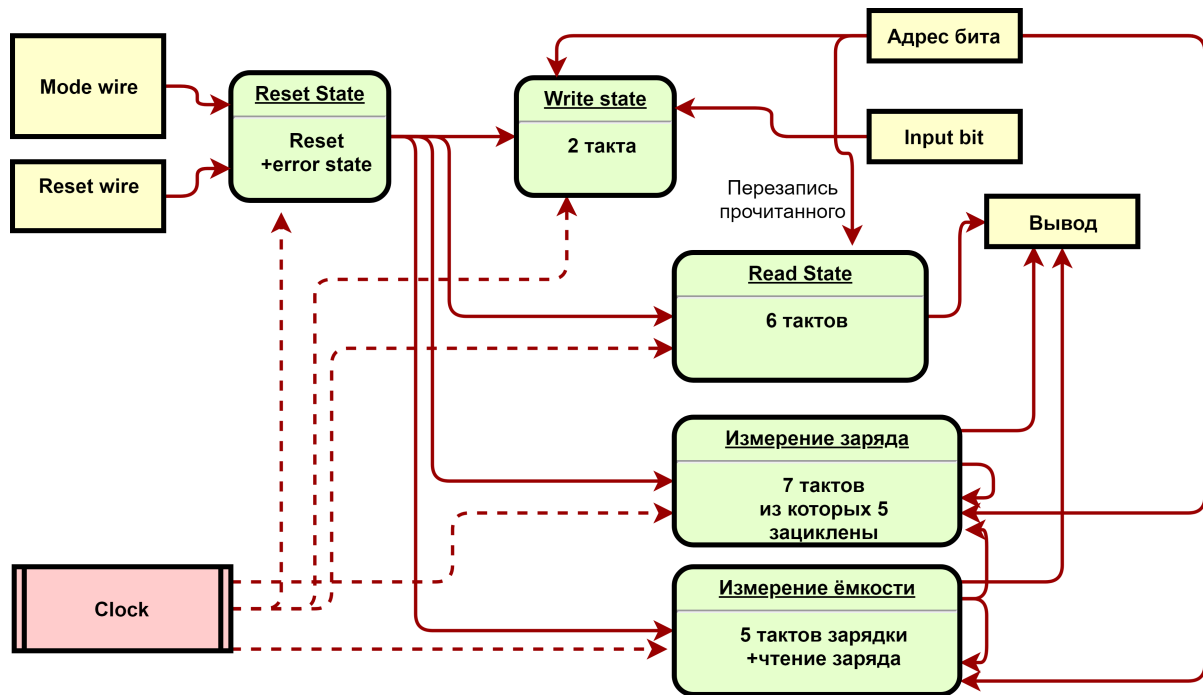 Mode wire
Reset wire
Reset State
Reset
+error state
Write state
2 такта
Адрес бита
Input bit
Перезапись
прочитанного
Вывод
Read State
6 тактов
Измерение заряда
7 тактов
из которых 5
зациклены
Clock
Измерение ёмкости
5 тактов зарядки
+чтение заряда